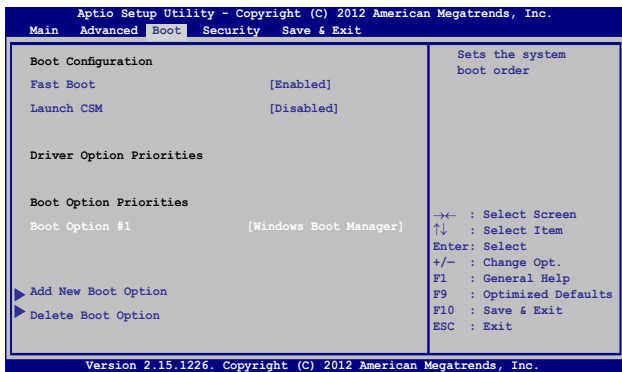 Aptio Setup Utility - Copyright (C) 2012 American Megatrends, Inc.
Main Advanced Boot Security Save & Exit
Boot Configuration
Fast Boot [Enabled]
Launch CSM [Disabled]
Driver Option Priorities
Boot Option Priorities
Boot Option #1 [Windows Boot Manager]
Add New Boot Option
Delete Boot Option
Sets the system
boot order
→← : Select Screen
↑↓ : Select Item
Enter: Select
+/— : Change Opt.
F1 : General Help
F9 : Optimized Defaults
F10 : Save & Exit
ESC : Exit
Version 2.15.1226. Copyright (C) 2012 American Megatrends, Inc.